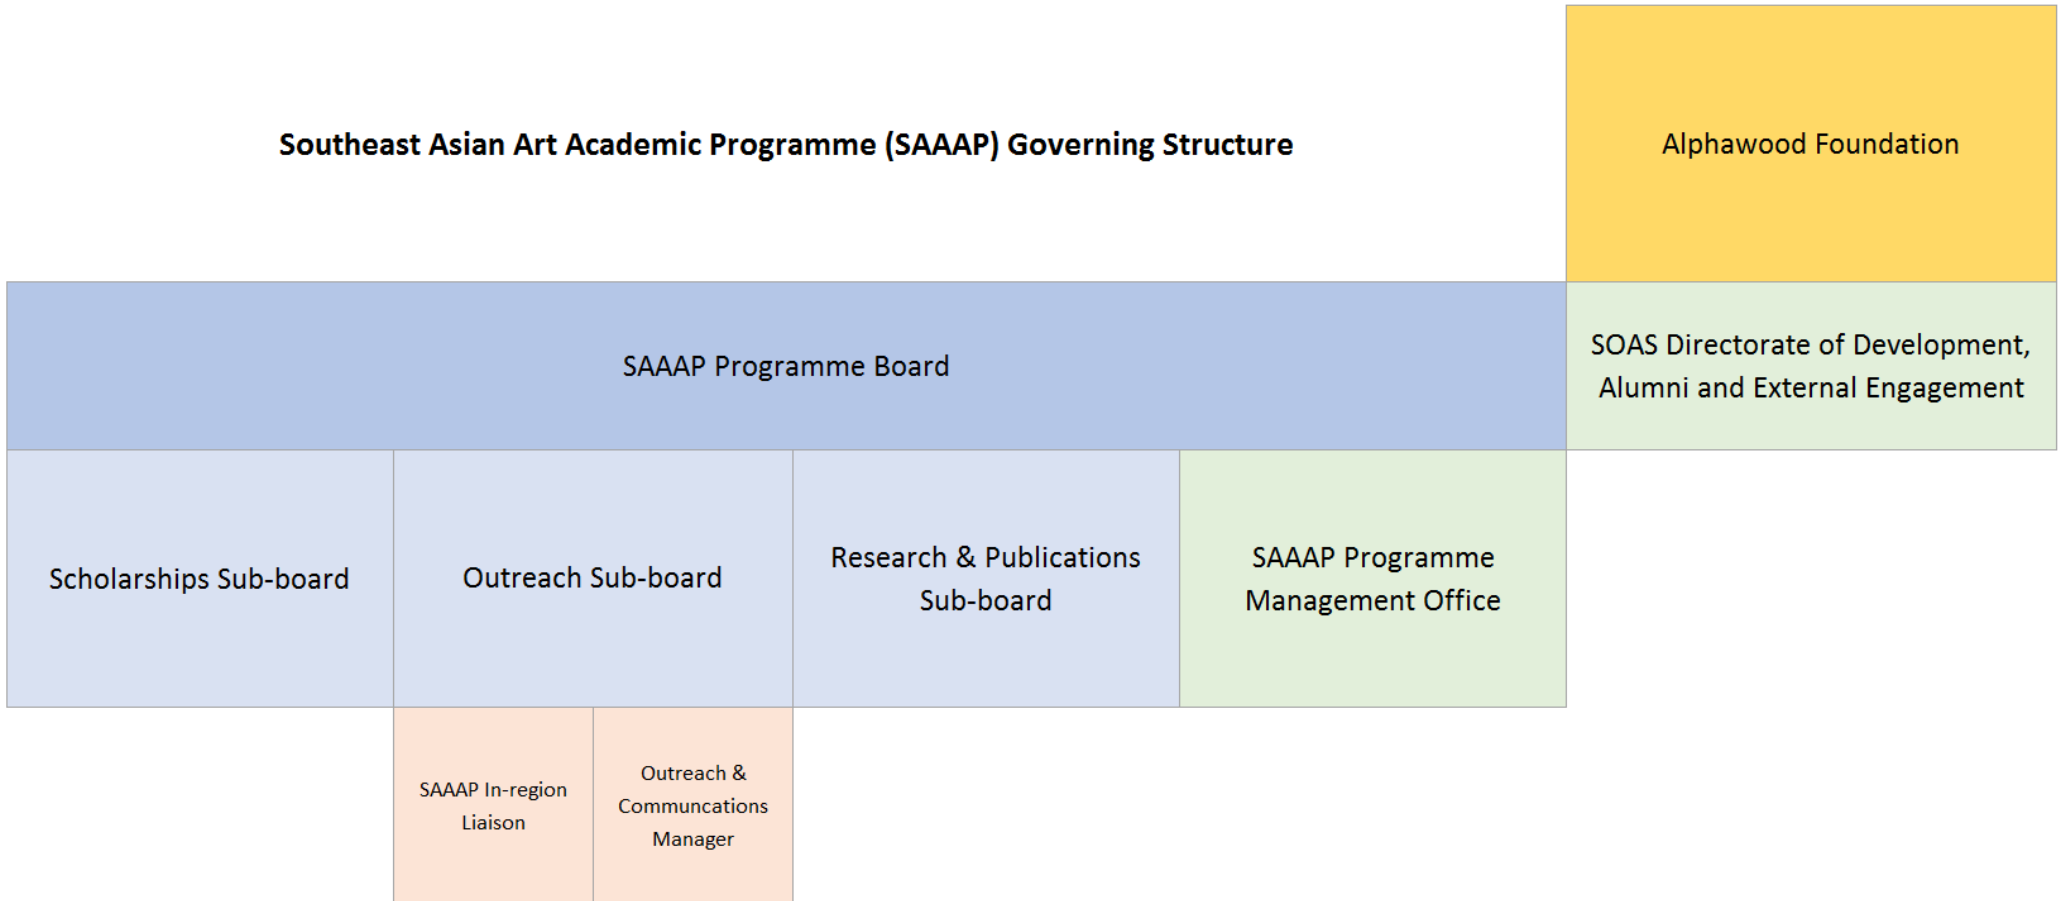 Southeast Asian Art Academic Programme (SAAAP) Governing Structure
Alphawood Foundation
SAAAP Programme Board
SOAS Directorate of Development,
Alumni and External Engagement
Scholarships Sub-board
Outreach Sub-board
Research & Publications
Sub-board
SAAAP Programme
Management Office
SAAAP In-region
Liaison
Outreach &
Communcations
Manager